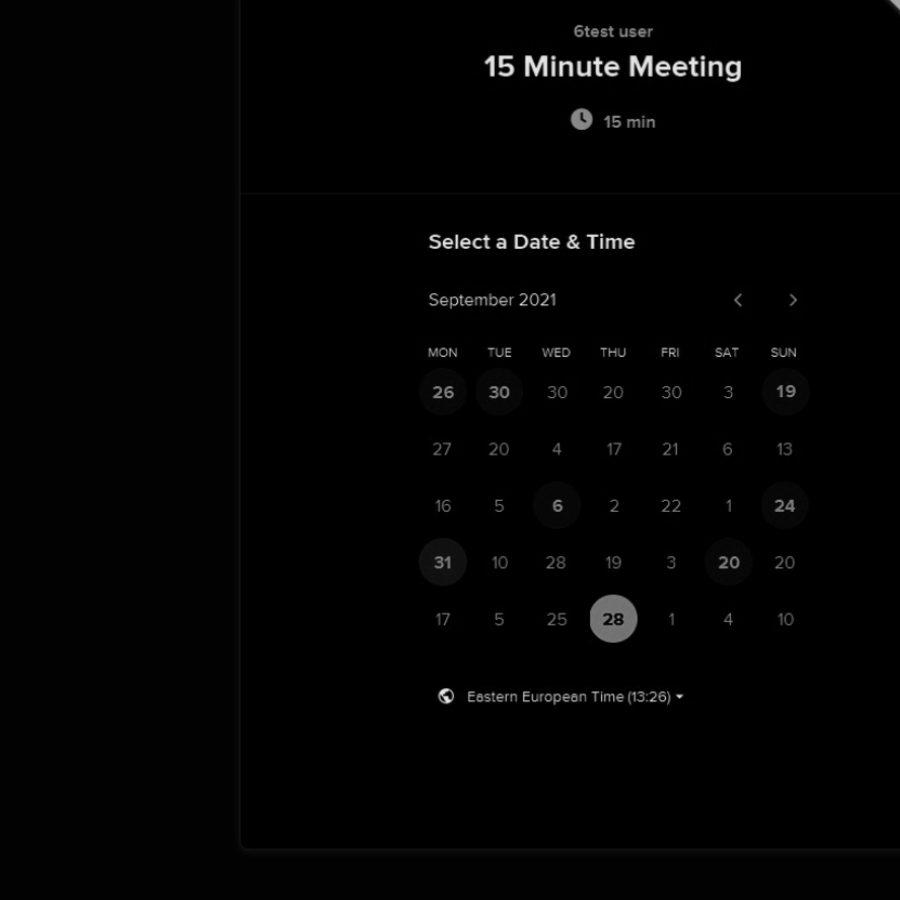 6test user
15 Minute Meeting
15 min
Select a Date & Time
September 2021
MON TUE WED THU FRI SAT SUN
26 30 30 20 30 3 19
27 20 4 17 21 6 13
16 5 6 2 22 1 24
31 10 28 19 3 20 20
17 5 25 28 1 4 10
Eastern European Time (13:26)